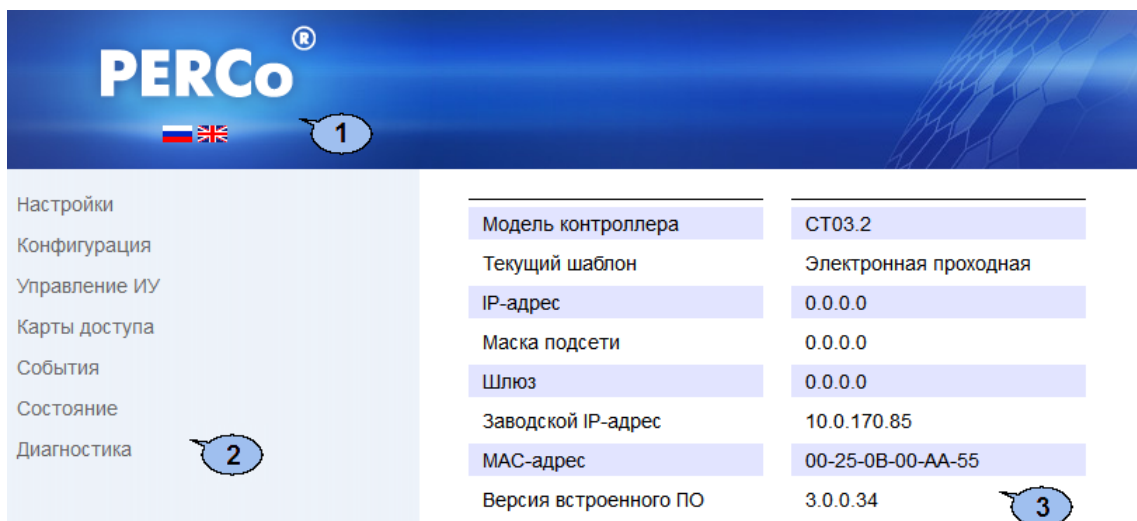 PERCo®
1
Настройки
Конфигурация
Управление ИУ
Карты доступа
События
Состояние
Диагностика
2
Модель контроллера CT03.2
Текущий шаблон Электронная проходная
IP-адрес 0.0.0.0
Маска подсети 0.0.0.0
Шлюз 0.0.0.0
Заводской IP-адрес 10.0.170.85
MAC-адрес 00-25-0B-00-AA-55
Версия встроенного ПО 3.0.0.34
3